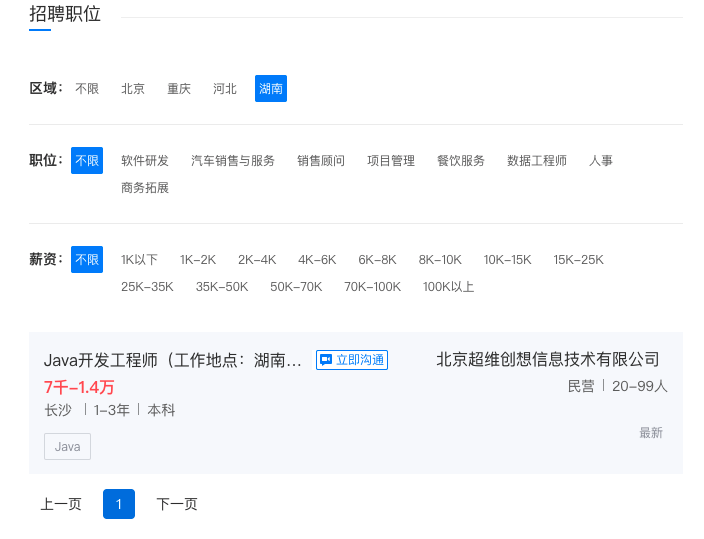 招聘职位
区域： 不限 北京 重庆 河北 湖南
职位： 不限 软件研发 汽车销售与服务 销售顾问 项目管理 餐饮服务 数据工程师 人事
商务拓展
薪资： 不限 1K以下 1K-2K 2K-4K 4K-6K 6K-8K 8K-10K 10K-15K 15K-25K
25K-35K 35K-50K 50K-70K 70K-100K 100K以上
Java开发工程师（工作地点：湖南... 立即沟通 北京超维创想信息技术有限公司
7千-1.4万 民营 | 20-99人
长沙 | 1-3年 | 本科
Java 最新
上一页 1 下一页